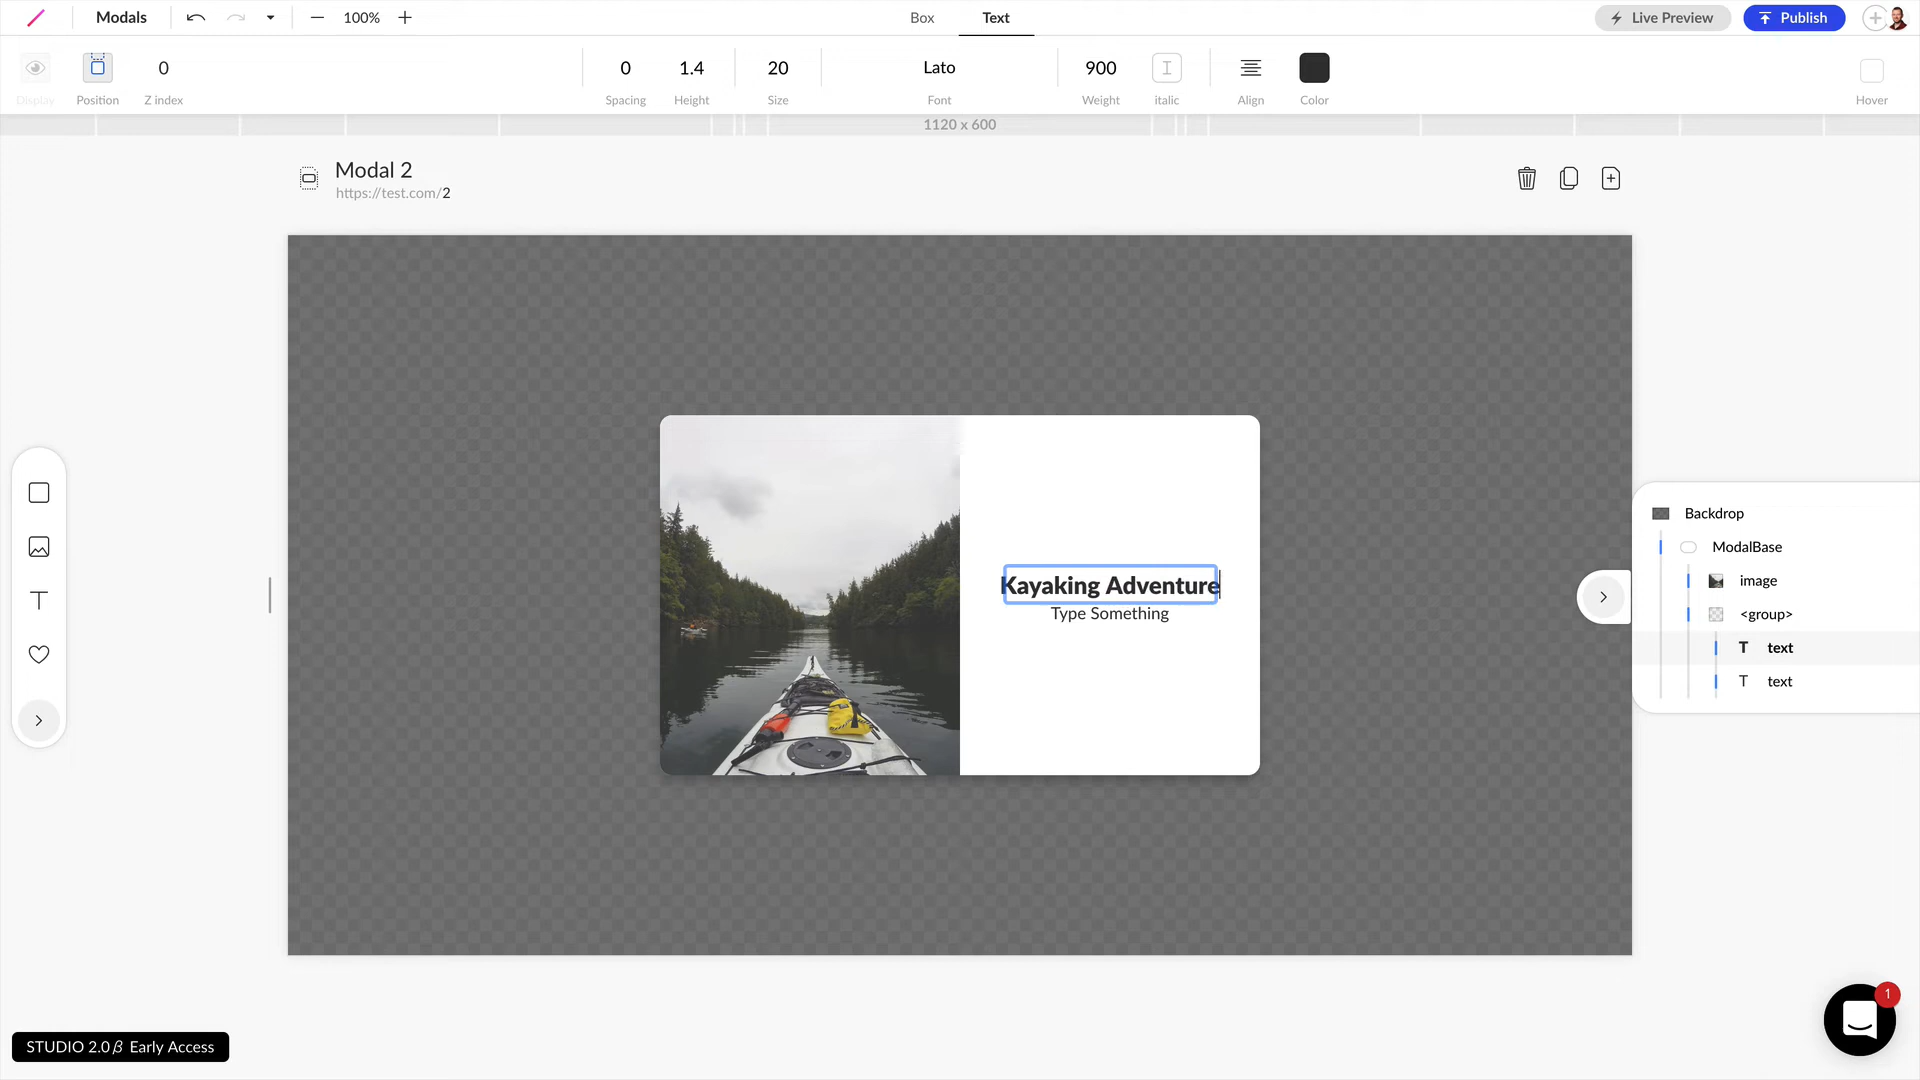 Modals
100%
Box
Text
Live Preview
Publish
Display
Position
0
Z index
0
Spacing
1.4
Height
20
Size
Lato
Font
900
Weight
italic
Align
Color
Hover
1120 x 600
Modal 2
https://test.com/2
Kayaking Adventure
Type Something
Backdrop
ModalBase
image
<group>
T text
T text
1
STUDIO 2.0 β Early Access